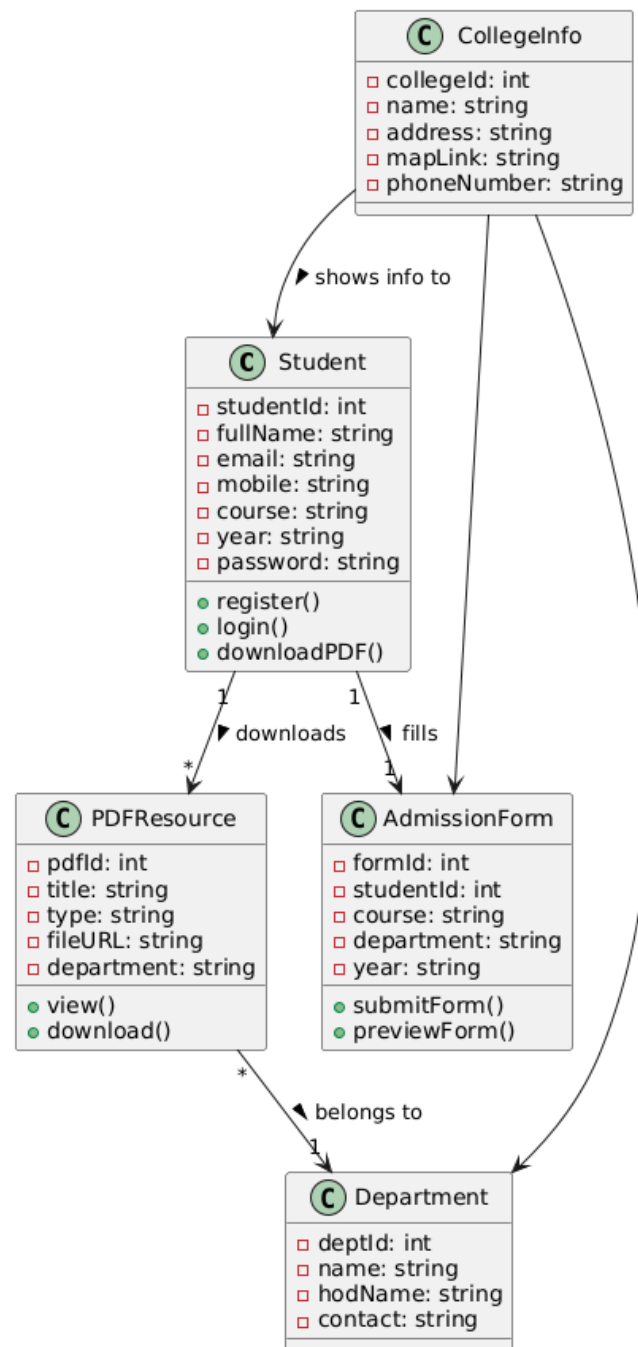 C CollegeInfo
collegeId: int
name: string
address: string
mapLink: string
phoneNumber: string
shows info to
C Student
studentId: int
fullName: string
email: string
mobile: string
course: string
year: string
password: string
register()
login()
downloadPDF()
1
1
downloads
fills
*
1
C PDFResource
pdfId: int
title: string
type: string
fileURL: string
department: string
view()
download()
C AdmissionForm
formId: int
studentId: int
course: string
department: string
year: string
submitForm()
previewForm()
*
belongs to
1
C Department
deptId: int
name: string
hodName: string
contact: string